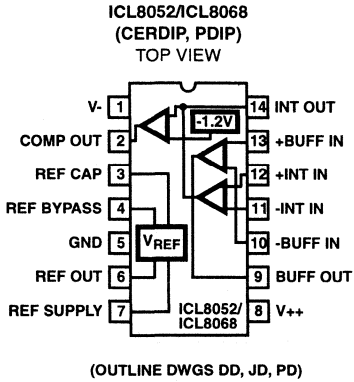 ICL8052/ICL8068
(CERDIP, PDIP)
TOP VIEW
V- 1
COMP OUT 2
REF CAP 3
REF BYPASS 4
GND 5
REF OUT 6
REF SUPPLY 7
-1.2V
VREF
ICL8052/
ICL8068
14 INT OUT
13 +BUFF IN
12 +INT IN
11 -INT IN
10 -BUFF IN
9 BUFF OUT
8 V++
(OUTLINE DWGS DD, JD, PD)